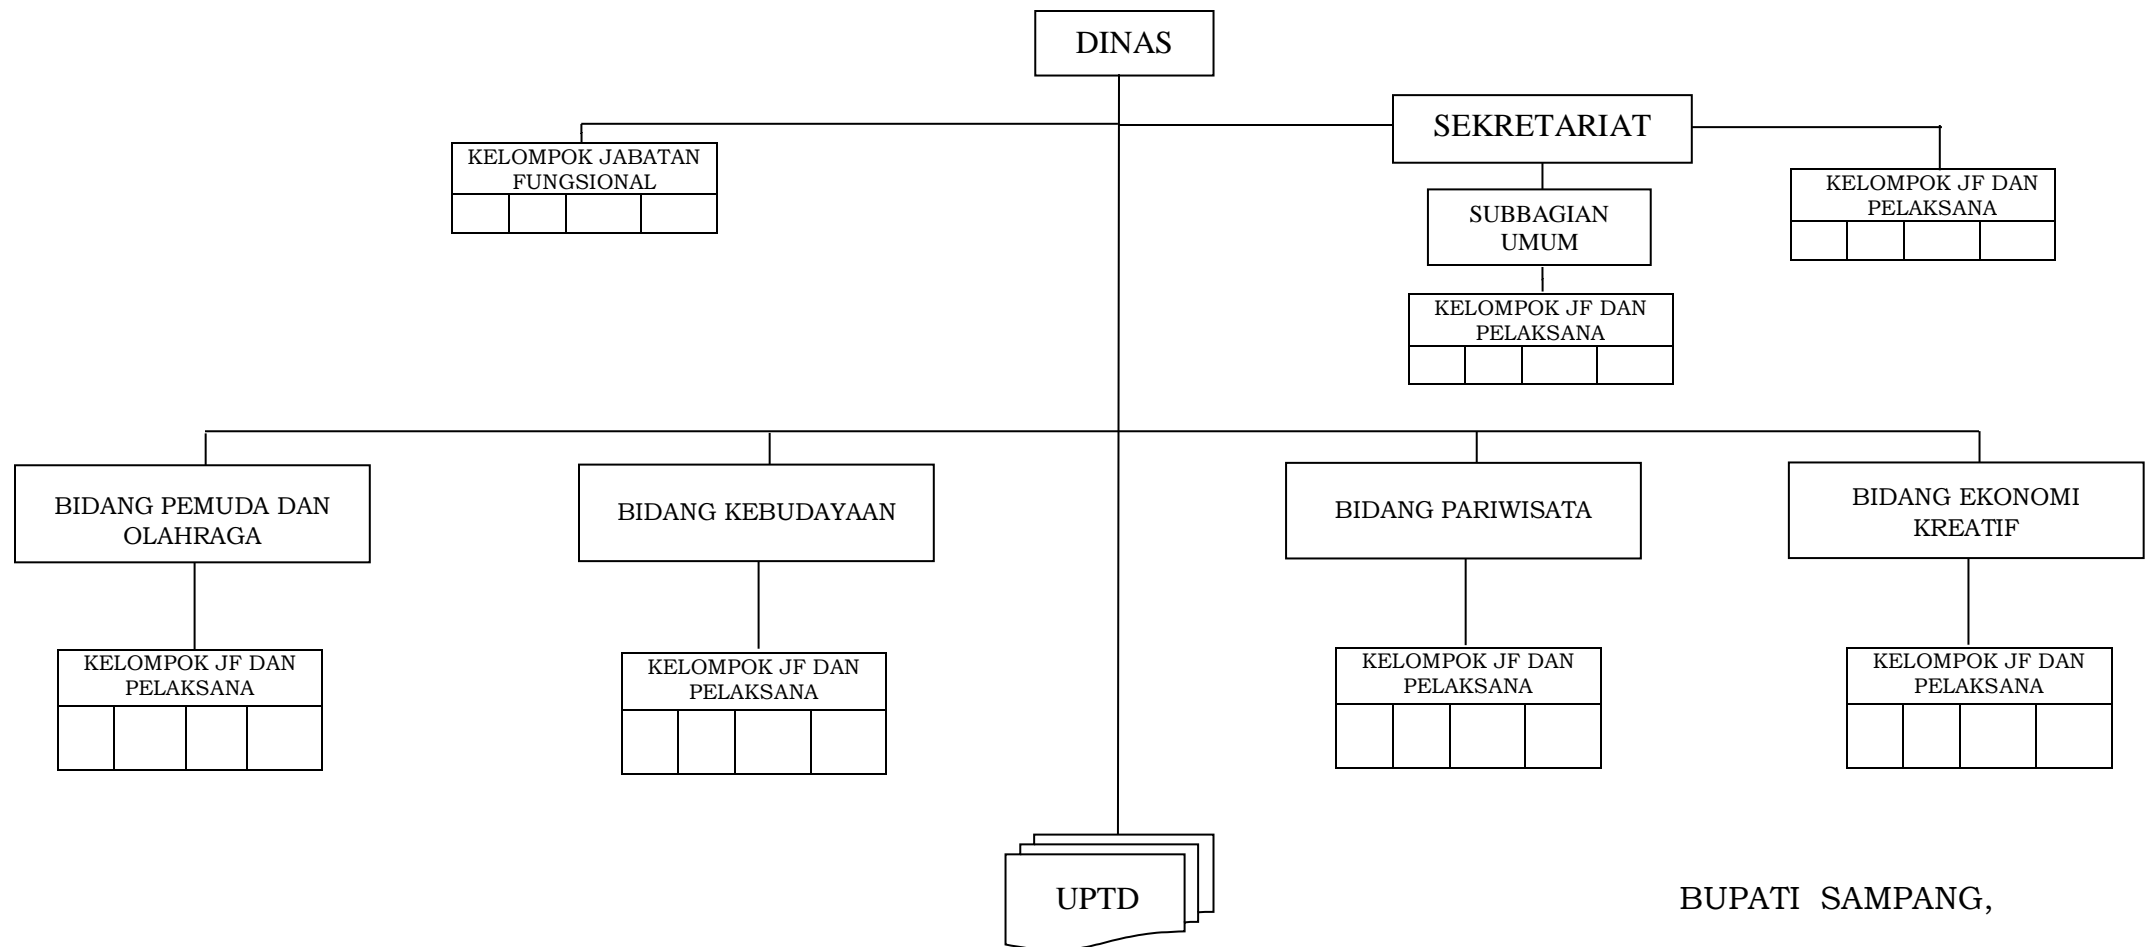 DINAS
SEKRETARIAT
KELOMPOK JABATAN
FUNGSIONAL
KELOMPOK JF DAN
PELAKSANA
SUBBAGIAN
UMUM
KELOMPOK JF DAN
PELAKSANA
BIDANG PEMUDA DAN
OLAHRAGA
BIDANG KEBUDAYAAN
BIDANG PARIWISATA
BIDANG EKONOMI
KREATIF
KELOMPOK JF DAN
PELAKSANA
KELOMPOK JF DAN
PELAKSANA
KELOMPOK JF DAN
PELAKSANA
KELOMPOK JF DAN
PELAKSANA
UPTD
BUPATI SAMPANG,